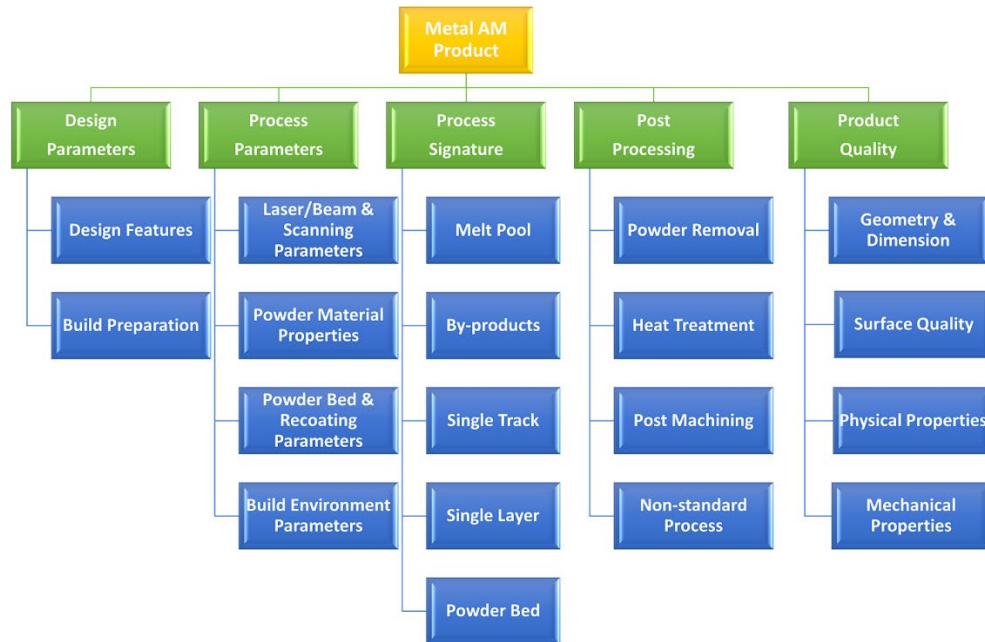 Metal AM
Product
Design
Parameters
Process
Parameters
Process
Signature
Post
Processing
Product
Quality
Design Features
Build Preparation
Laser/Beam &
Scanning
Parameters
Powder Material
Properties
Powder Bed &
Recoating
Parameters
Build Environment
Parameters
Melt Pool
By-products
Single Track
Single Layer
Powder Bed
Powder Removal
Heat Treatment
Post Machining
Non-standard
Process
Geometry &
Dimension
Surface Quality
Physical Properties
Mechanical
Properties